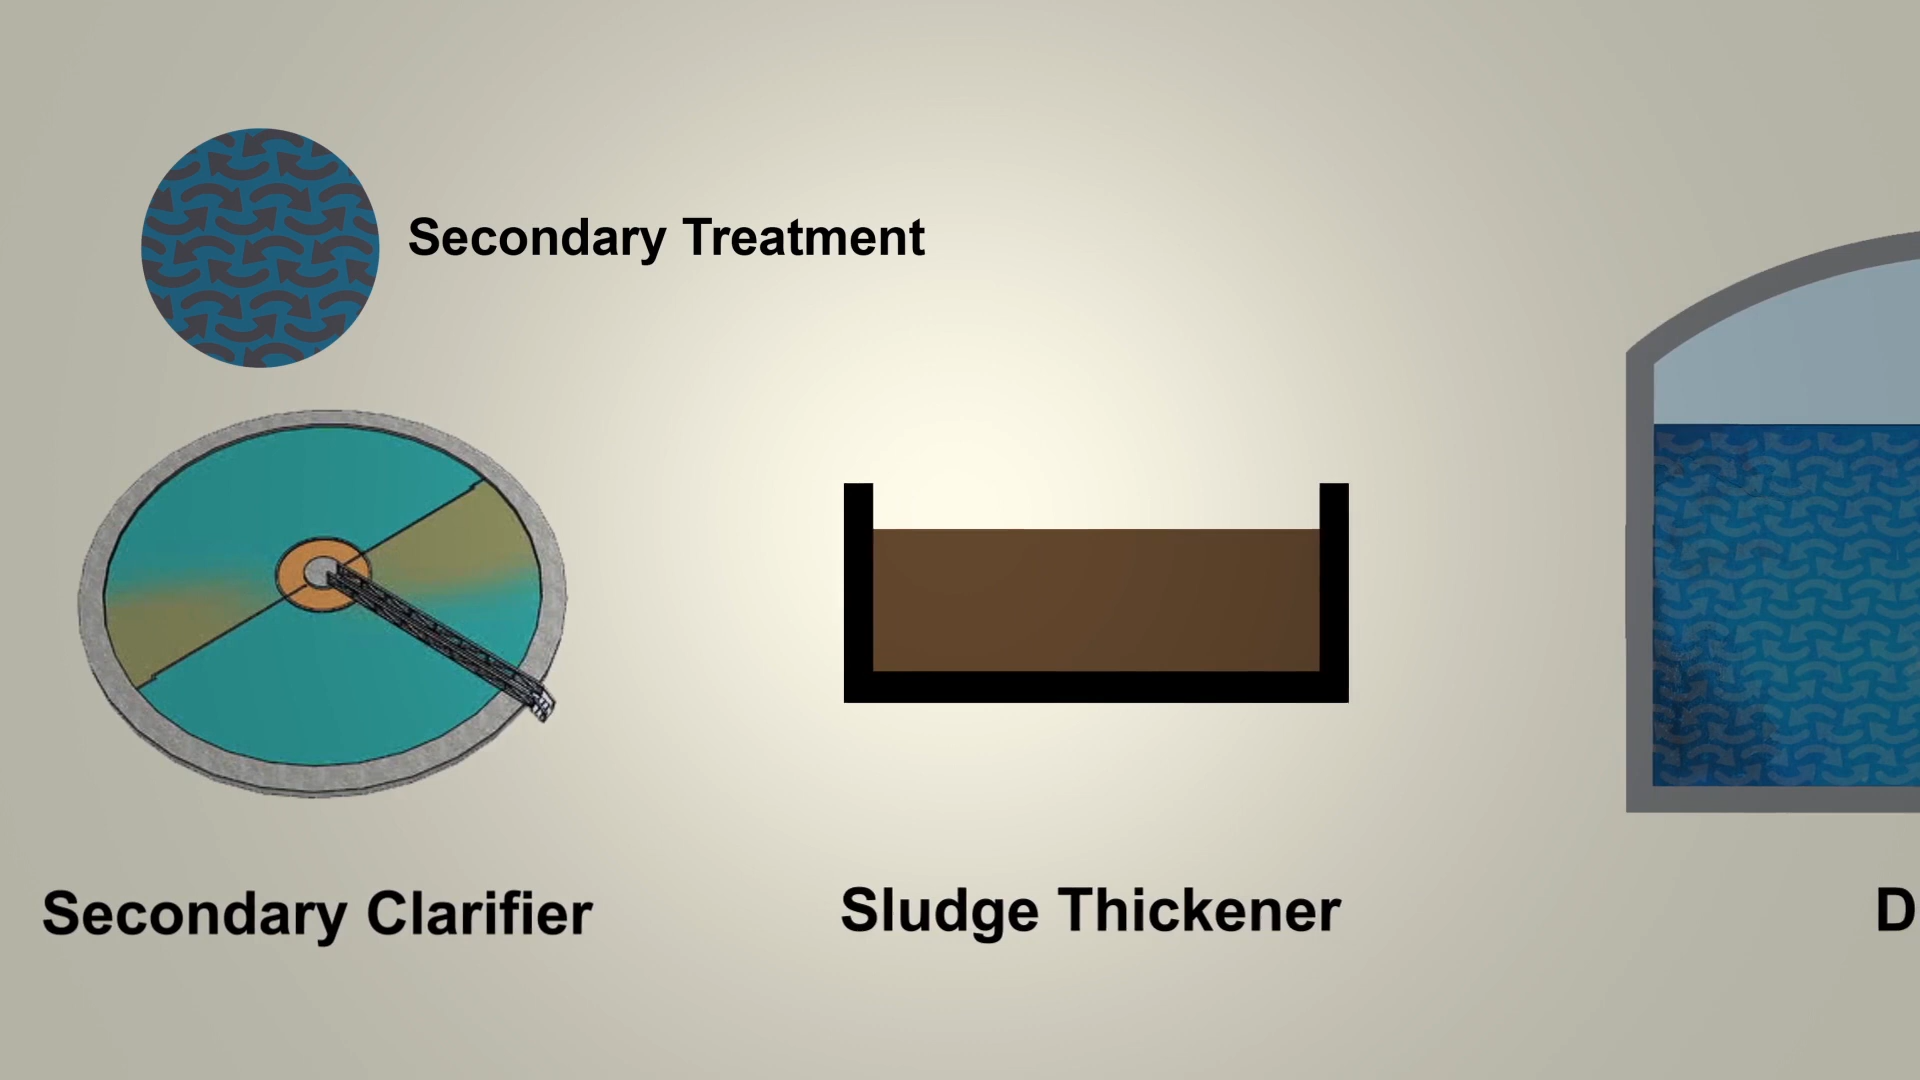 Secondary Treatment
Secondary Clarifier
Sludge Thickener
D